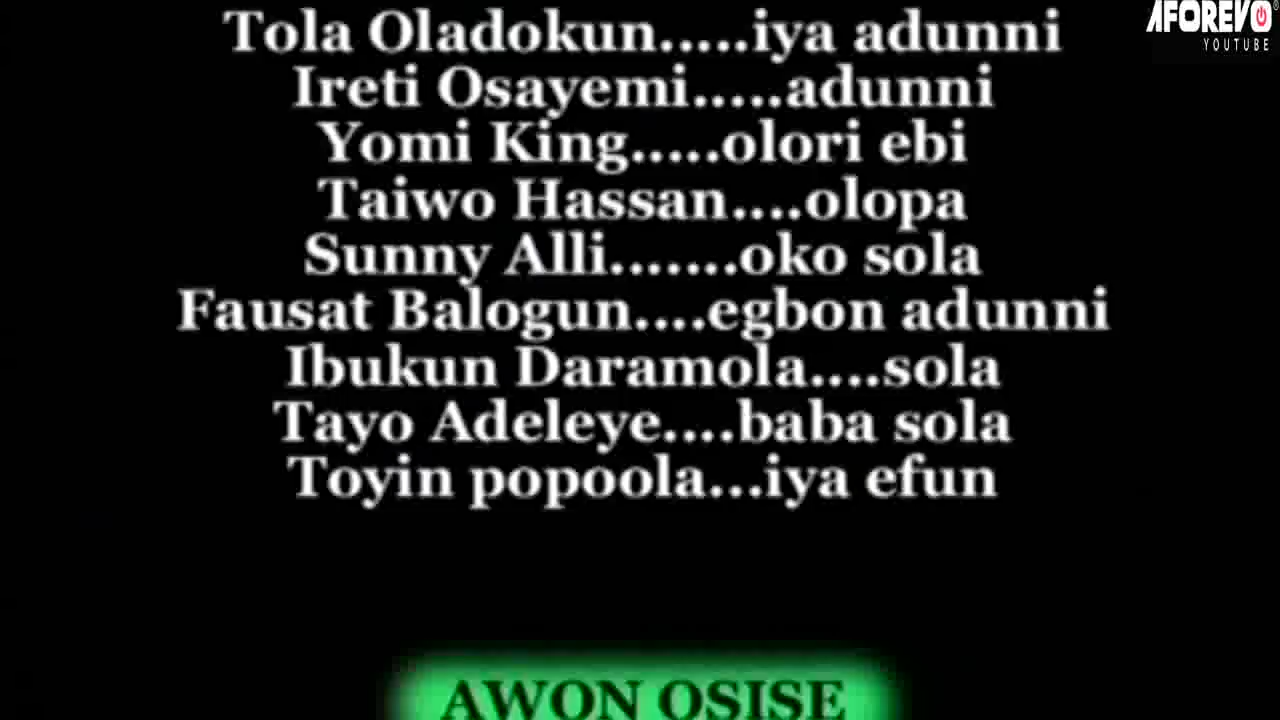 AFOREVO
YOUTUBE
Tola Oladokun.....iya adunni
Ireti Osayemi.....adunni
Yomi King.....olori ebi
Taiwo Hassan....olopa
Sunny Alli.......oko sola
Fausat Balogun....egbon adunni
Ibukun Daramola....sola
Tayo Adeleye....baba sola
Toyin popoola...iya efun
AWON OSISE